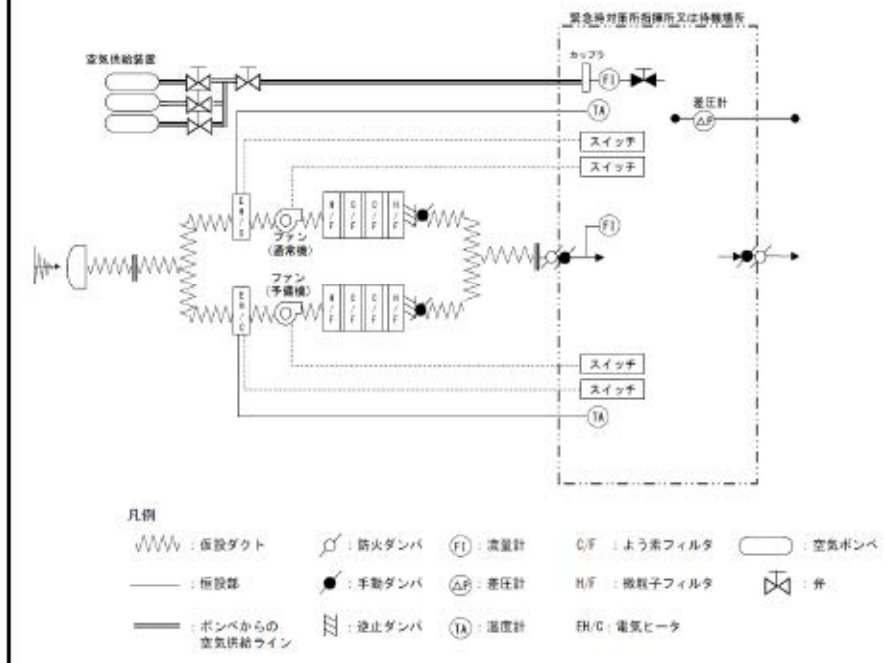 緊急時対策所指揮所又は待機場所
空気供給装置
カップラ
FI
差圧計
ΔP
TA
スイッチ
スイッチ
EH/C
ファン
(通常機)
H/F
C/F
C/F
H/F
FI
ファン
(予備機)
EH/C
H/F
C/F
C/F
H/F
スイッチ
スイッチ
TA
凡例
:仮設ダクト
:防火ダンパ
FI :流量計
C/F :よう素フィルタ
:空気ボンベ
:恒設部
:手動ダンパ
ΔP :差圧計
H/F :微粒子フィルタ
:弁
:ボンベからの
空気供給ライン
:逆止ダンパ
TA :温度計
EH/C:電気ヒータ